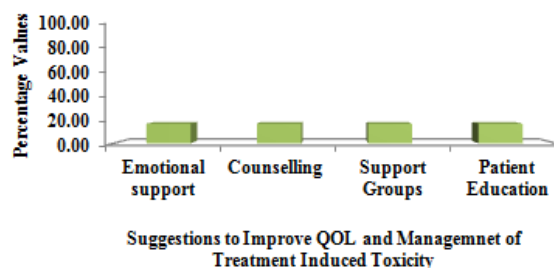 Percentage Values
100.00
80.00
60.00
40.00
20.00
0.00
Emotional
support
Counselling
Support
Groups
Patient
Education
Suggestions to Improve QOL and Managemnet of
Treatment Induced Toxicity